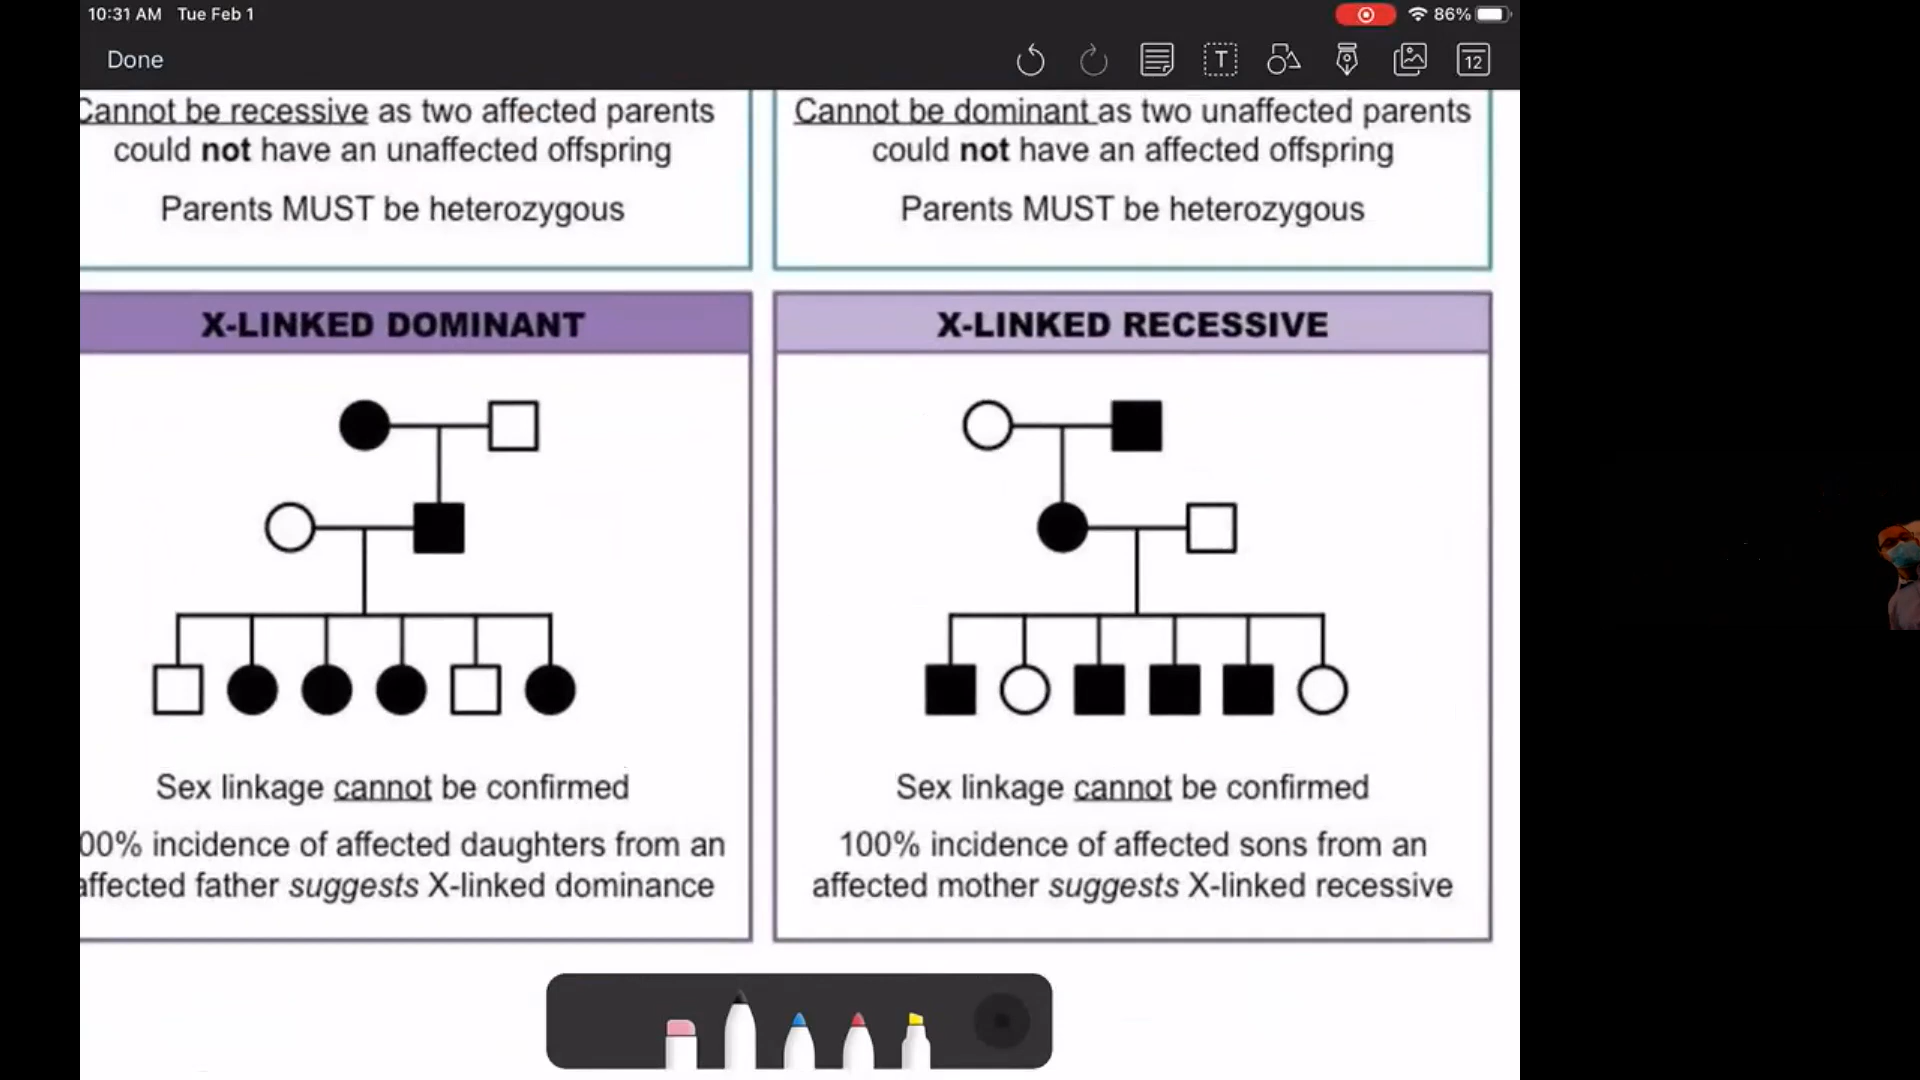 10:31 AM Tue Feb 1
86%
Done
T
12
Cannot be recessive as two affected parents
could not have an unaffected offspring
Parents MUST be heterozygous
Cannot be dominant as two unaffected parents
could not have an affected offspring
Parents MUST be heterozygous
X-LINKED DOMINANT
Sex linkage cannot be confirmed
00% incidence of affected daughters from an
affected father suggests X-linked dominance
X-LINKED RECESSIVE
Sex linkage cannot be confirmed
100% incidence of affected sons from an
affected mother suggests X-linked recessive